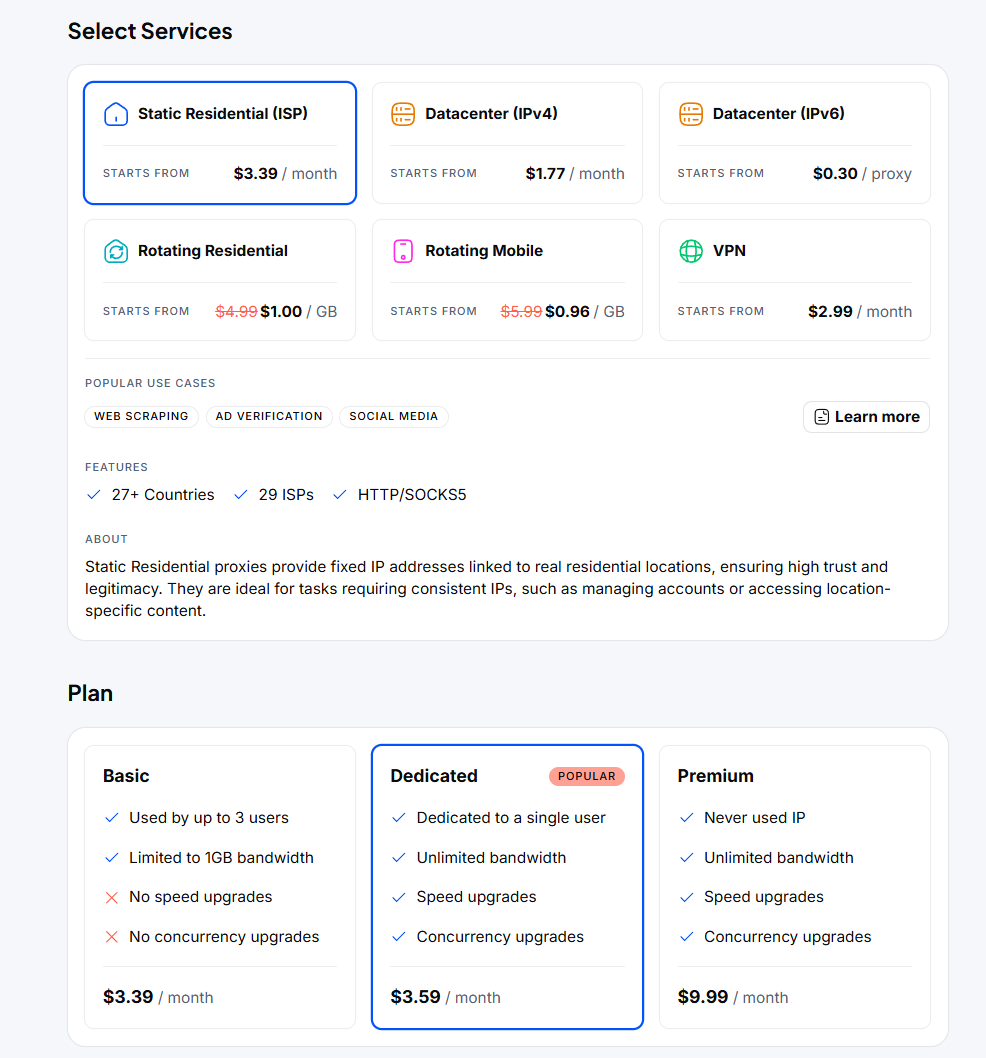 Select Services
Static Residential (ISP)
STARTS FROM $3.39 / month
Datacenter (IPv4)
STARTS FROM $1.77 / month
Datacenter (IPv6)
STARTS FROM $0.30 / proxy
Rotating Residential
STARTS FROM $4.99 $1.00 / GB
Rotating Mobile
STARTS FROM $5.99 $0.96 / GB
VPN
STARTS FROM $2.99 / month
POPULAR USE CASES
WEB SCRAPING AD VERIFICATION SOCIAL MEDIA
Learn more
FEATURES
27+ Countries 29 ISPs HTTP/SOCKS5
ABOUT
Static Residential proxies provide fixed IP addresses linked to real residential locations, ensuring high trust and
legitimacy. They are ideal for tasks requiring consistent IPs, such as managing accounts or accessing location-
specific content.
Plan
Basic
Used by up to 3 users
Limited to 1GB bandwidth
No speed upgrades
No concurrency upgrades
$3.39 / month
Dedicated POPULAR
Dedicated to a single user
Unlimited bandwidth
Speed upgrades
Concurrency upgrades
$3.59 / month
Premium
Never used IP
Unlimited bandwidth
Speed upgrades
Concurrency upgrades
$9.99 / month